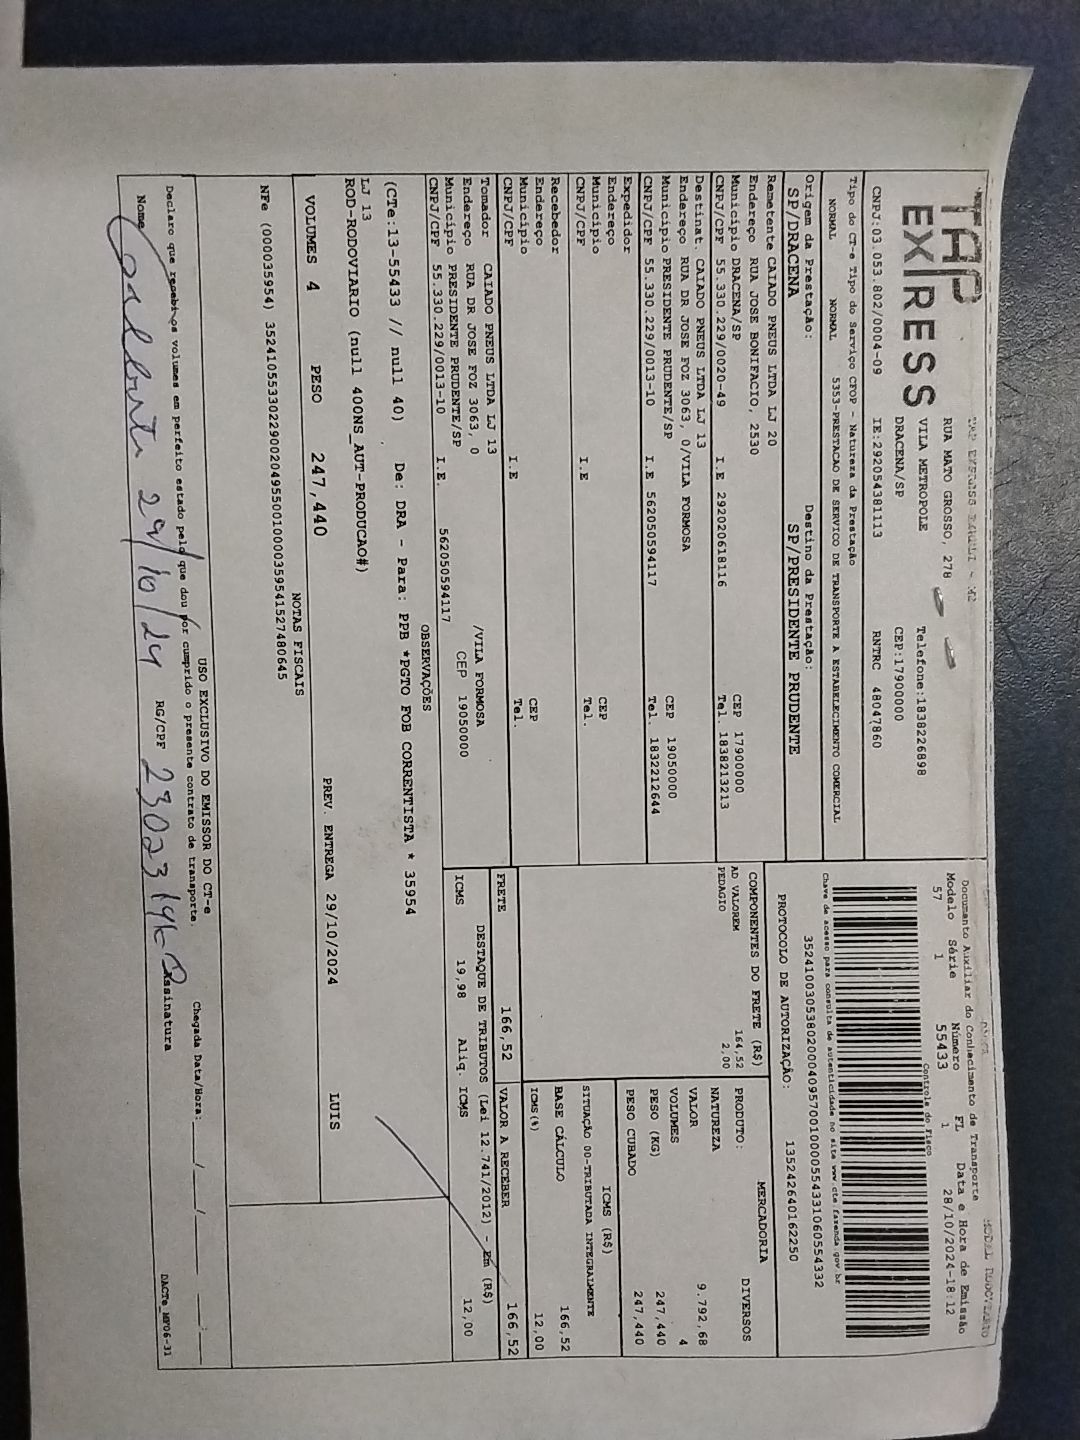 TAP EXPRESS
RUA MATO GROSSO, 278
VILA METROPOLE
DRACENA/SP
Telefone:1838226898
CEP:17900000
CNPJ:03.053.802/0004-09 IE:292054381113 RNTRC 48047860
Documento Auxiliar do Conhecimento de Transporte
Modelo Série Número FL Data e Hora de Emissão
57 1 55433 1 28/10/2024-18:12
Controle do Fisco
Chave de acesso para consulta de autenticidade no site www.cte.fazenda.gov.br
35241003053802000409570010000554331060554332
PROTOCOLO DE AUTORIZAÇÃO: 135242640162250
Tipo do CT-e Tipo do Serviço CFOP - Natureza da Prestação
NORMAL NORMAL 5353-PRESTACAO DE SERVICO DE TRANSPORTE A ESTABELECIMENTO COMERCIAL
Origem da Prestação: Destino da Prestação:
SP/DRACENA SP/PRESIDENTE PRUDENTE
Remetente CAIADO PNEUS LTDA LJ 20
Endereço RUA JOSE BONIFACIO, 2530
Município DRACENA/SP CEP 17900000
CNPJ/CPF 55.330.229/0020-49 I.E 292020618116 Tel. 1838213213
Destinat. CAIADO PNEUS LTDA LJ 13
Endereço RUA DR JOSE FOZ 3063, 0/VILA FORMOSA
Município PRESIDENTE PRUDENTE/SP CEP 19050000
CNPJ/CPF 55.330.229/0013-10 I.E 562050594117 Tel. 1832212644
Expedidor
Endereço
Município CEP
CNPJ/CPF I.E Tel.
Recebedor
Endereço
Município CEP
CNPJ/CPF I.E Tel.
Tomador CAIADO PNEUS LTDA LJ 13
Endereço RUA DR JOSE FOZ 3063, 0 /VILA FORMOSA
Município PRESIDENTE PRUDENTE/SP CEP 19050000
CNPJ/CPF 55.330.229/0013-10 I.E. 562050594117
COMPONENTES DO FRETE (R$)
AD VALOREM 164,52
PEDAGIO 2,00
MERCADORIA
PRODUTO: DIVERSOS
NATUREZA
VALOR 9.792,68
VOLUMES 4
PESO (KG) 247,440
PESO CUBADO 247,440
ICMS (R$)
SITUAÇÃO 00-TRIBUTADA INTEGRALMENTE
BASE CÁLCULO 166,52
ICMS(%) 12,00
FRETE 166,52 VALOR A RECEBER 166,52
DESTAQUE DE TRIBUTOS (Lei 12.741/2012) - Em (R$)
ICMS 19,98 Aliq. ICMS 12,00
OBSERVAÇÕES
(CTe:13-55433 // null 40) De: DRA - Para: PPB *PGTO FOB CORRENTISTA * 35954
LJ 13
ROD-RODOVIARIO (null 400NS_AUT-PRODUCAO#)
VOLUMES 4 PESO 247,440 PREV. ENTREGA 29/10/2024 LUIS
NOTAS FISCAIS
NFe (000035954) 35241055330229002049550010000359541527480645
USO EXCLUSIVO DO EMISSOR DO CT-e
Declaro que recebi os volumes em perfeito estado pelo que dou por cumprido o presente contrato de transporte. Chegada Data/Hora: ___/___/___ ___:___
Nome 29/10/24 RG/CPF Assinatura
DACTe_MP06-31